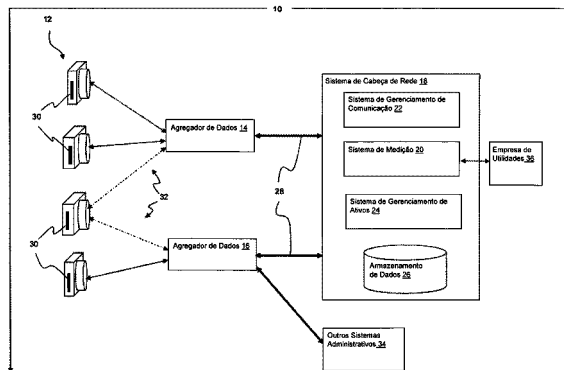 10
12
Sistema de Cabeça de Rede 18
Sistema de Gerenciamento de
Comunicação 22
30
Agregador de Dados 14
Sistema de Medição 20
Empresa de
Utilidades 36
32
28
Sistema de Gerenciamento de
Ativos 24
30
Agregador de Dados 16
Armazenamento
de Dados 26
Outros Sistemas
Administrativos 34